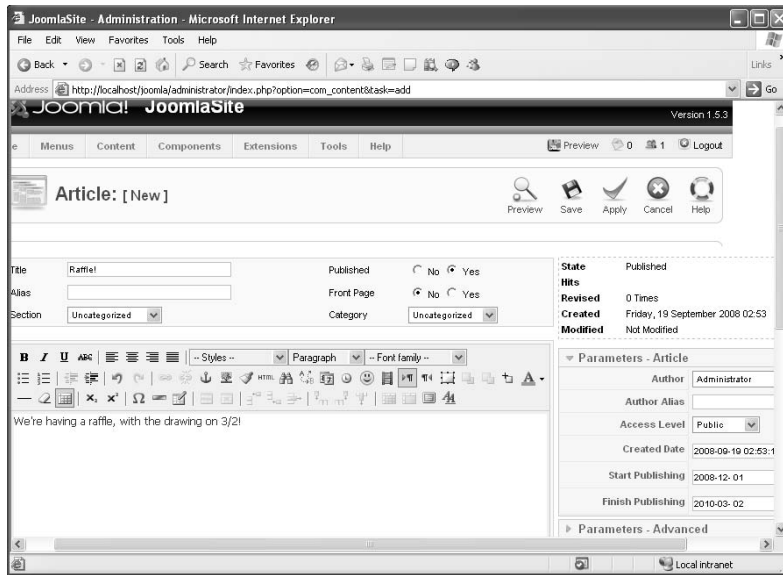 JoomlaSite - Administration - Microsoft Internet Explorer
File Edit View Favorites Tools Help
Back Search Favorites Links
Address http://localhost/joomla/administrator/index.php?option=com_content&task=add Go
Joomla! JoomlaSite
Version 1.5.3
e Menus Content Components Extensions Tools Help Preview 0 1 Logout
Article: [ New ]
Preview Save Apply Cancel Help
Title Raffle! Published No Yes
Alias Front Page No Yes
Section Uncategorized Category Uncategorized
State Published
Hits
Revised 0 Times
Created Friday, 19 September 2008 02:53
Modified Not Modified
B I U ABC -- Styles -- Paragraph -- Font family --
HTML A
We're having a raffle, with the drawing on 3/2!
Parameters - Article
Author Administrator
Author Alias
Access Level Public
Created Date 2008-09-19 02:53:1
Start Publishing 2008-12- 01
Finish Publishing 2010-03- 02
Parameters - Advanced
Local intranet